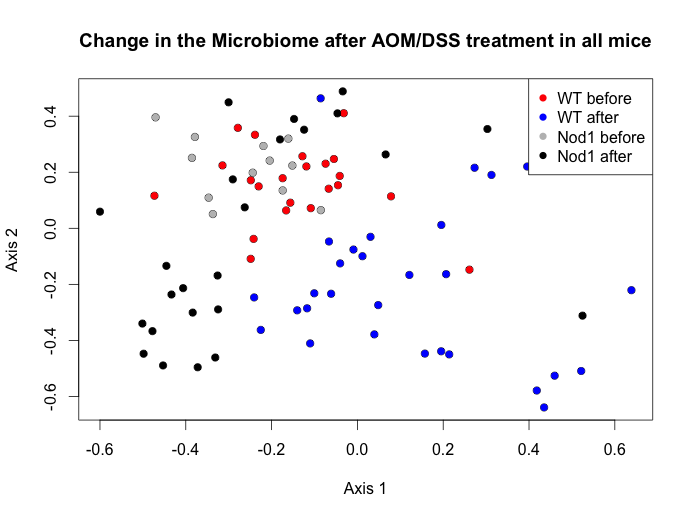 Change in the Microbiome after AOM/DSS treatment in all mice
WT before
WT after
Nod1 before
Nod1 after
Axis 2
0.4
0.2
0.0
-0.2
-0.4
-0.6
-0.6 -0.4 -0.2 0.0 0.2 0.4 0.6
Axis 1